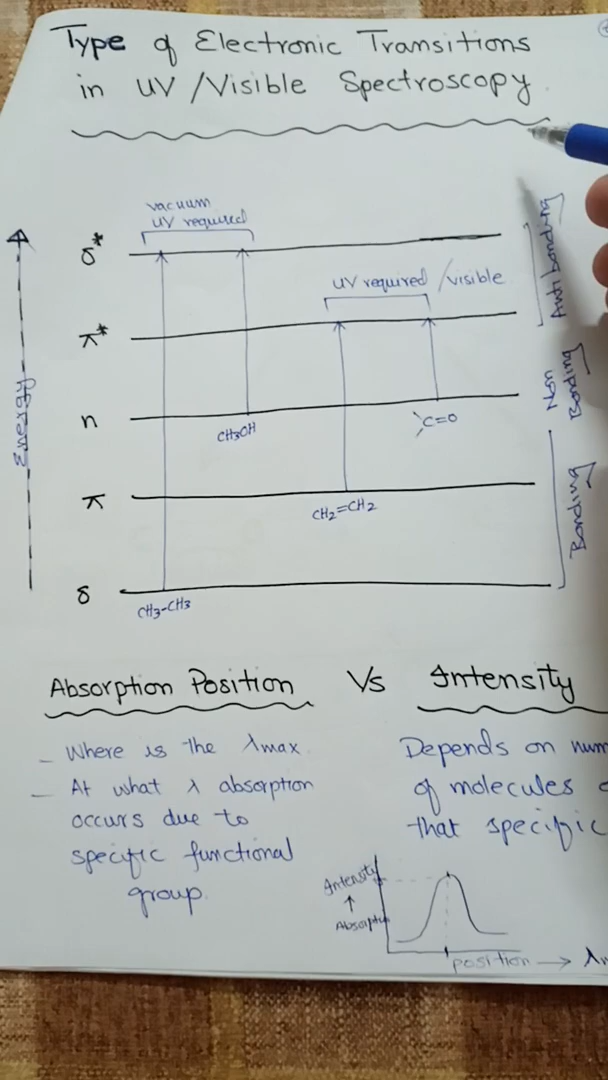 Type of Electronic Transitions
in UV /Visible Spectroscopy
vacuum
UV required
UV required /visible
Energy
σ*
π*
n
π
σ
CH3OH
C=O
CH2=CH2
CH3-CH3
Anti bonding
Non
Bonding
Bonding
Absorption Position Vs Intensity
- Where is the λmax.
- At what λ absorption
occurs due to
specific functional
group.
Depends on num
of molecules
that specific
Intensity
↑
Absorpt
position → λ